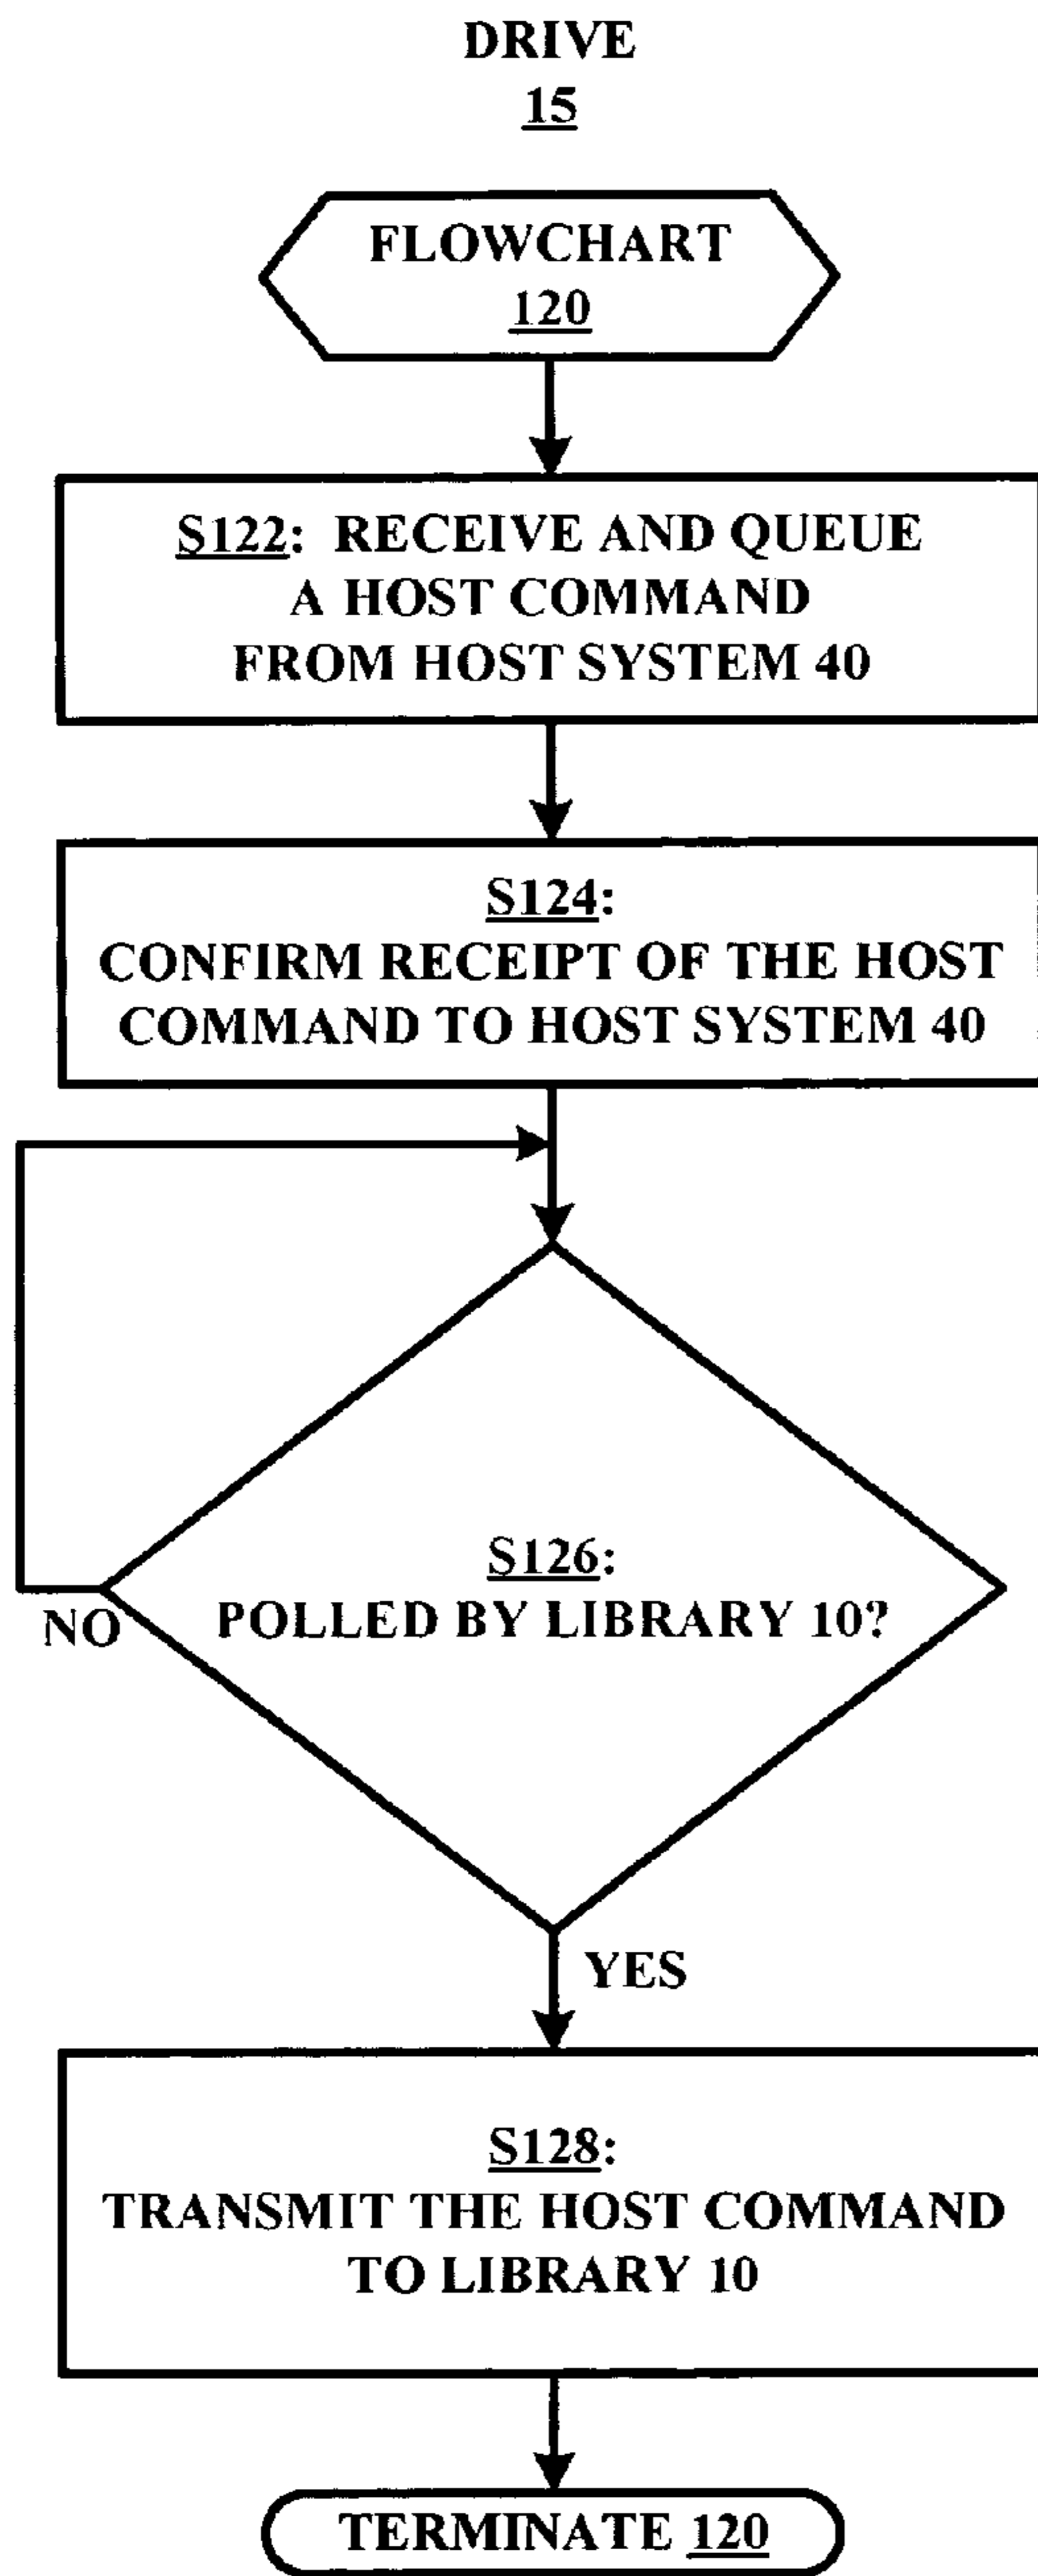 DRIVE
15
FLOWCHART
120
S122: RECEIVE AND QUEUE
A HOST COMMAND
FROM HOST SYSTEM 40
S124:
CONFIRM RECEIPT OF THE HOST
COMMAND TO HOST SYSTEM 40
S126:
POLLED BY LIBRARY 10?
NO
YES
S128:
TRANSMIT THE HOST COMMAND
TO LIBRARY 10
TERMINATE 120